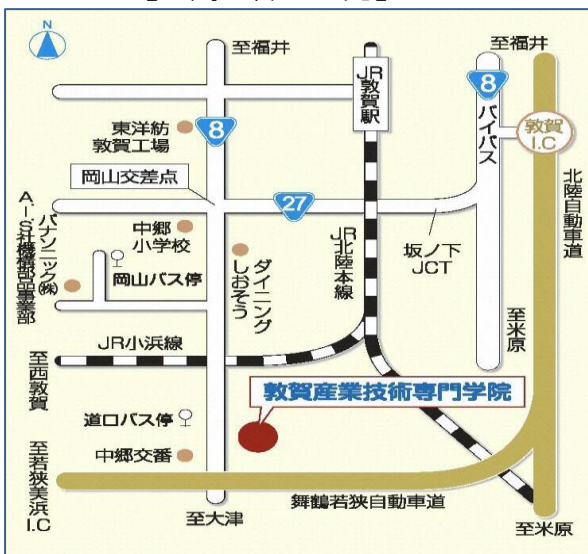 N
至福井
至福井
JR敦賀駅
8
8
バイパス
敦賀
I.C
東洋紡
敦賀工場
岡山交差点
27
北陸自動車道
中郷
小学校
パナソニック㈱
A.I.S社機構部品事業部
岡山バス停
ダイニング
しおそう
JR北陸本線
坂ノ下
JCT
JR小浜線
至米原
至西敦賀
敦賀産業技術専門学院
道口バス停
中郷交番
至若狭美浜I.C
舞鶴若狭自動車道
至大津
至米原